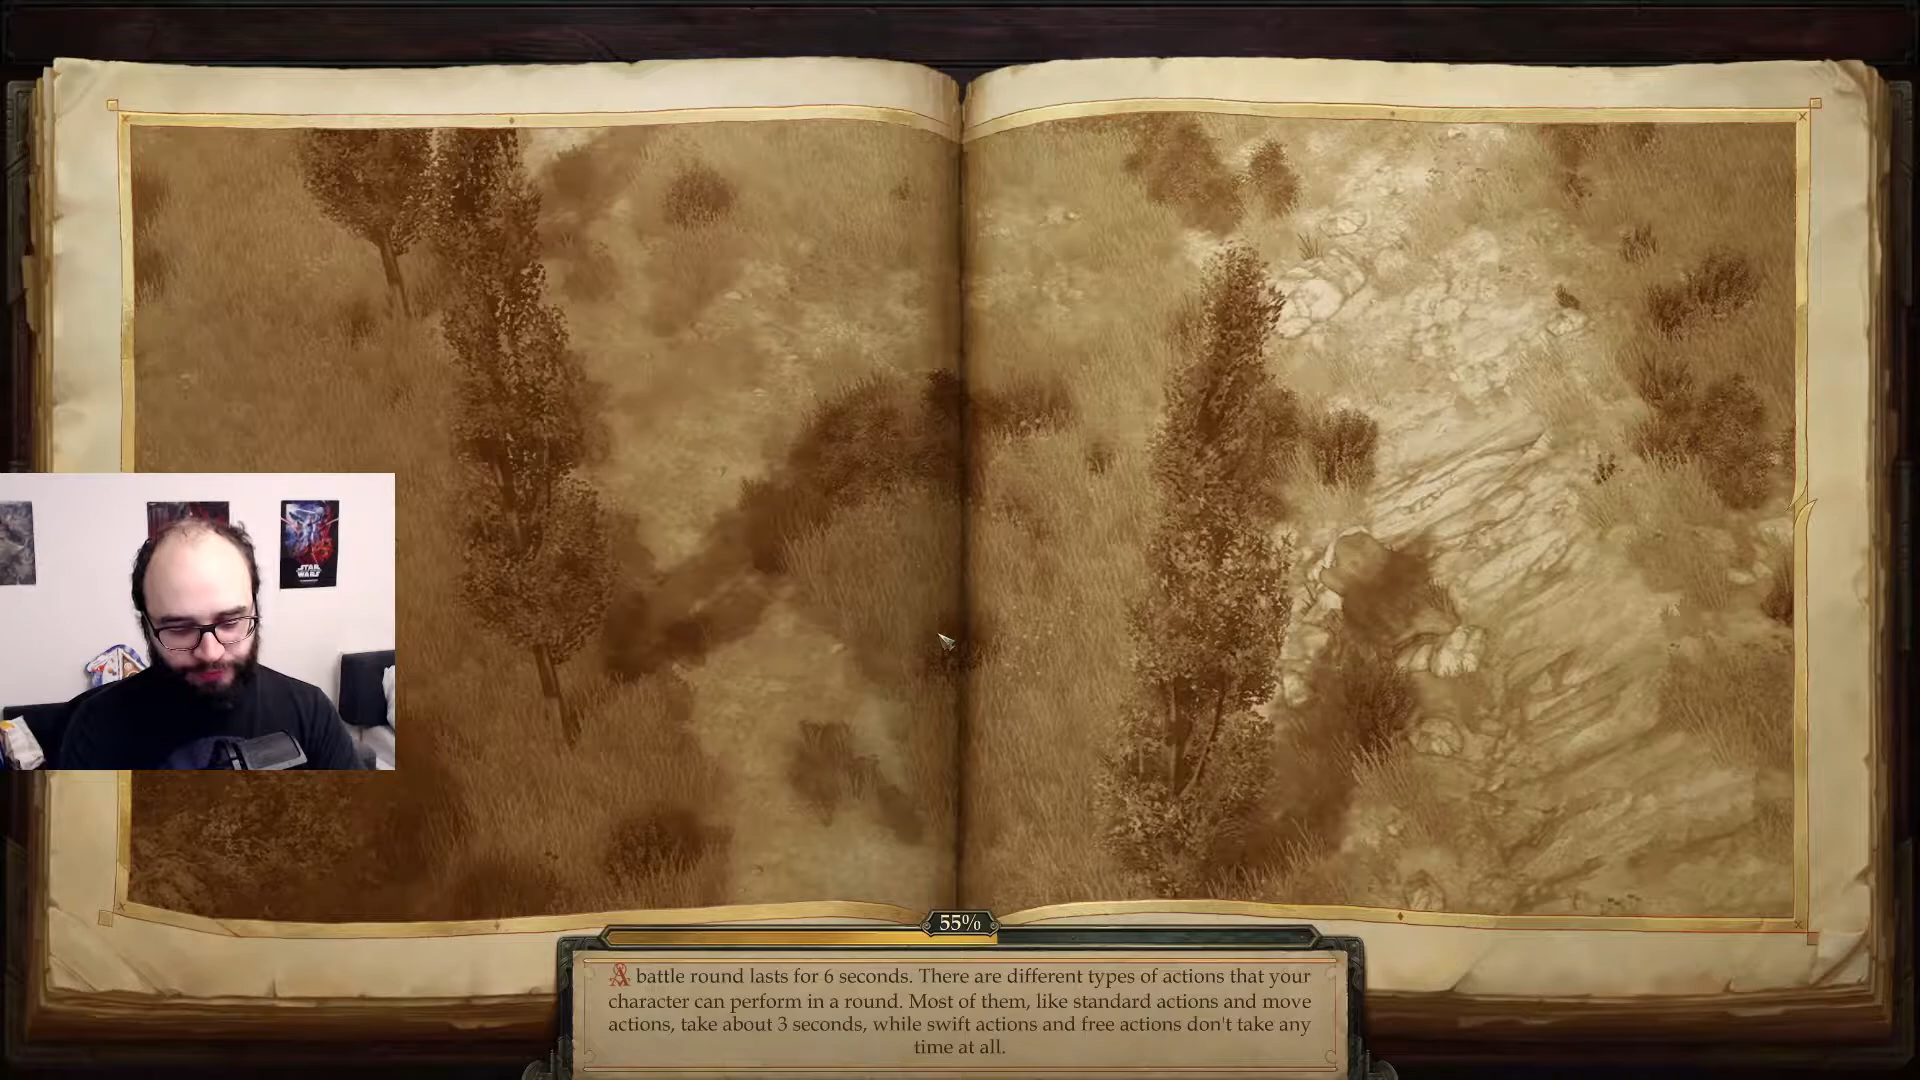 STAR
WARS
55%
A battle round lasts for 6 seconds. There are different types of actions that your
character can perform in a round. Most of them, like standard actions and move
actions, take about 3 seconds, while swift actions and free actions don't take any
time at all.